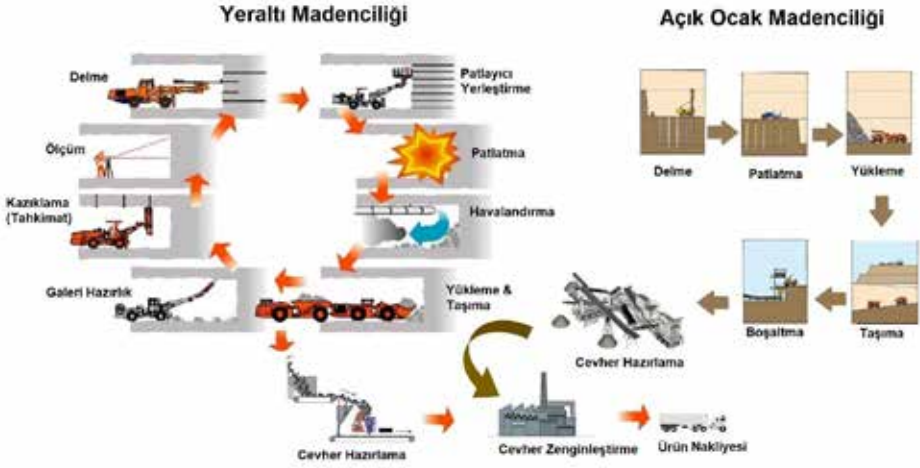 Yeraltı Madenciliği
Delme
Patlayıcı
Yerleştirme
Ölçüm
Patlatma
Kazıklama
(Tahkimat)
Havalandırma
Galeri Hazırlık
Yükleme &
Taşıma
Cevher Hazırlama
Cevher Zenginleştirme
Ürün Nakliyesi
Açık Ocak Madenciliği
Delme
Patlatma
Yükleme
Boşaltma
Taşıma
Cevher Hazırlama